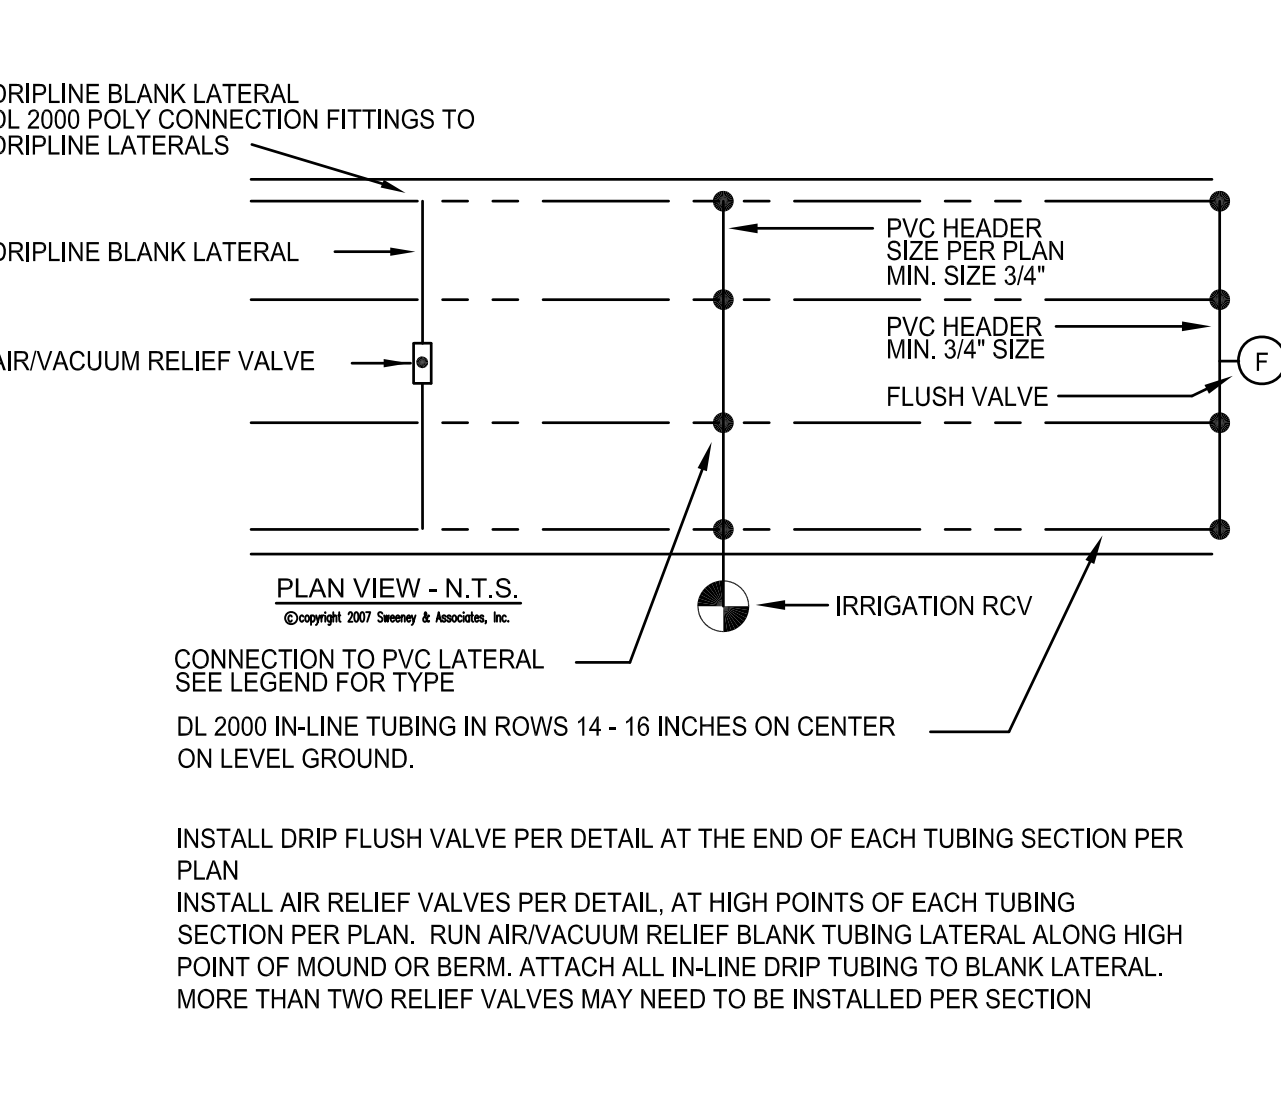 DRIPLINE BLANK LATERAL
DL 2000 POLY CONNECTION FITTINGS TO
DRIPLINE LATERALS
PVC HEADER
SIZE PER PLAN
MIN. SIZE 3/4"
DRIPLINE BLANK LATERAL
PVC HEADER
MIN. 3/4" SIZE
AIR/VACUUM RELIEF VALVE
F
FLUSH VALVE
PLAN VIEW - N.T.S.
©copyright 2007 Sweeney & Associates, Inc.
IRRIGATION RCV
CONNECTION TO PVC LATERAL
SEE LEGEND FOR TYPE
DL 2000 IN-LINE TUBING IN ROWS 14 - 16 INCHES ON CENTER
ON LEVEL GROUND.
INSTALL DRIP FLUSH VALVE PER DETAIL AT THE END OF EACH TUBING SECTION PER
PLAN
INSTALL AIR RELIEF VALVES PER DETAIL, AT HIGH POINTS OF EACH TUBING
SECTION PER PLAN.  RUN AIR/VACUUM RELIEF BLANK TUBING LATERAL ALONG HIGH
POINT OF MOUND OR BERM. ATTACH ALL IN-LINE DRIP TUBING TO BLANK LATERAL.
MORE THAN TWO RELIEF VALVES MAY NEED TO BE INSTALLED PER SECTION